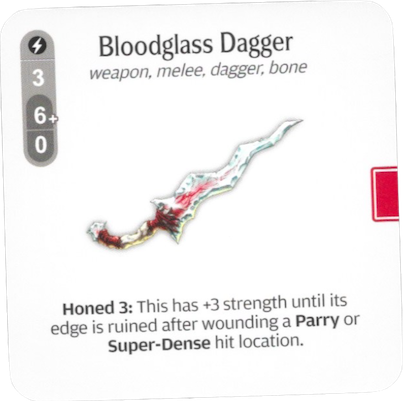 Bloodglass Dagger
weapon, melee, dagger, bone
3
6+
0
Honed 3: This has +3 strength until its
edge is ruined after wounding a Parry or
Super-Dense hit location.